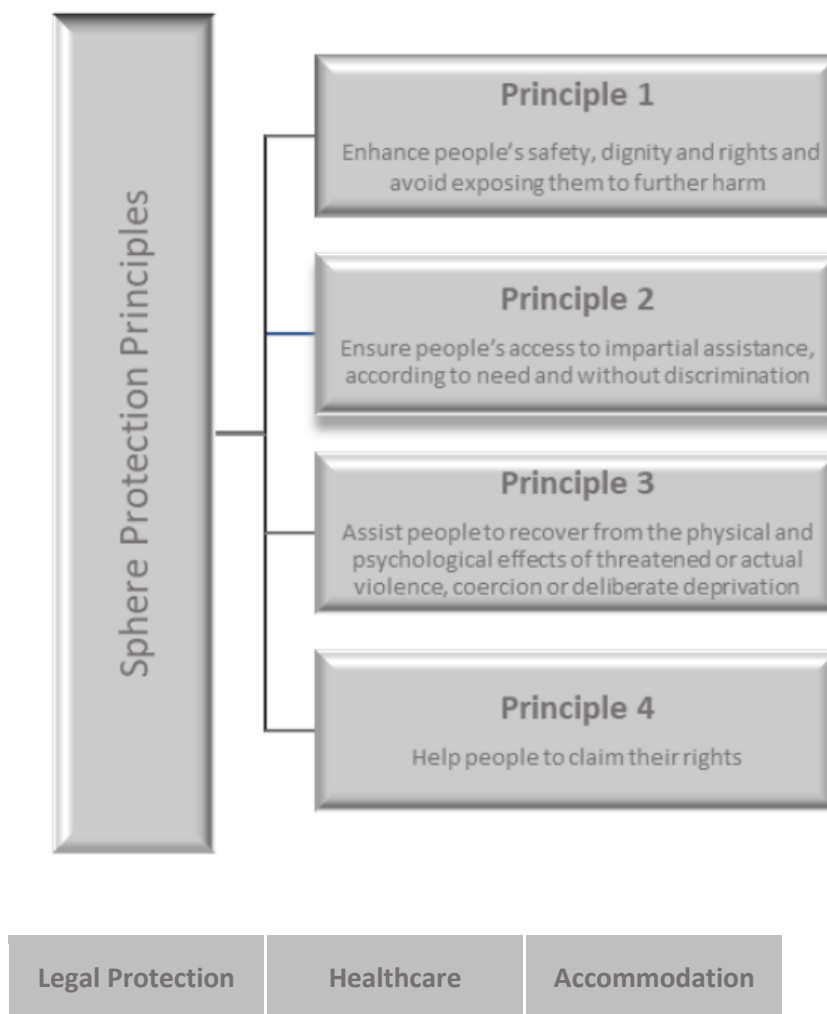 Sphere Protection Principles
Principle 1
Enhance people's safety, dignity and rights and
avoid exposing them to further harm
Principle 2
Ensure people's access to impartial assistance,
according to need and without discrimination
Principle 3
Assist people to recover from the physical and
psychological effects of threatened or actual
violence, coercion or deliberate deprivation
Principle 4
Help people to claim their rights
Legal Protection Healthcare Accommodation